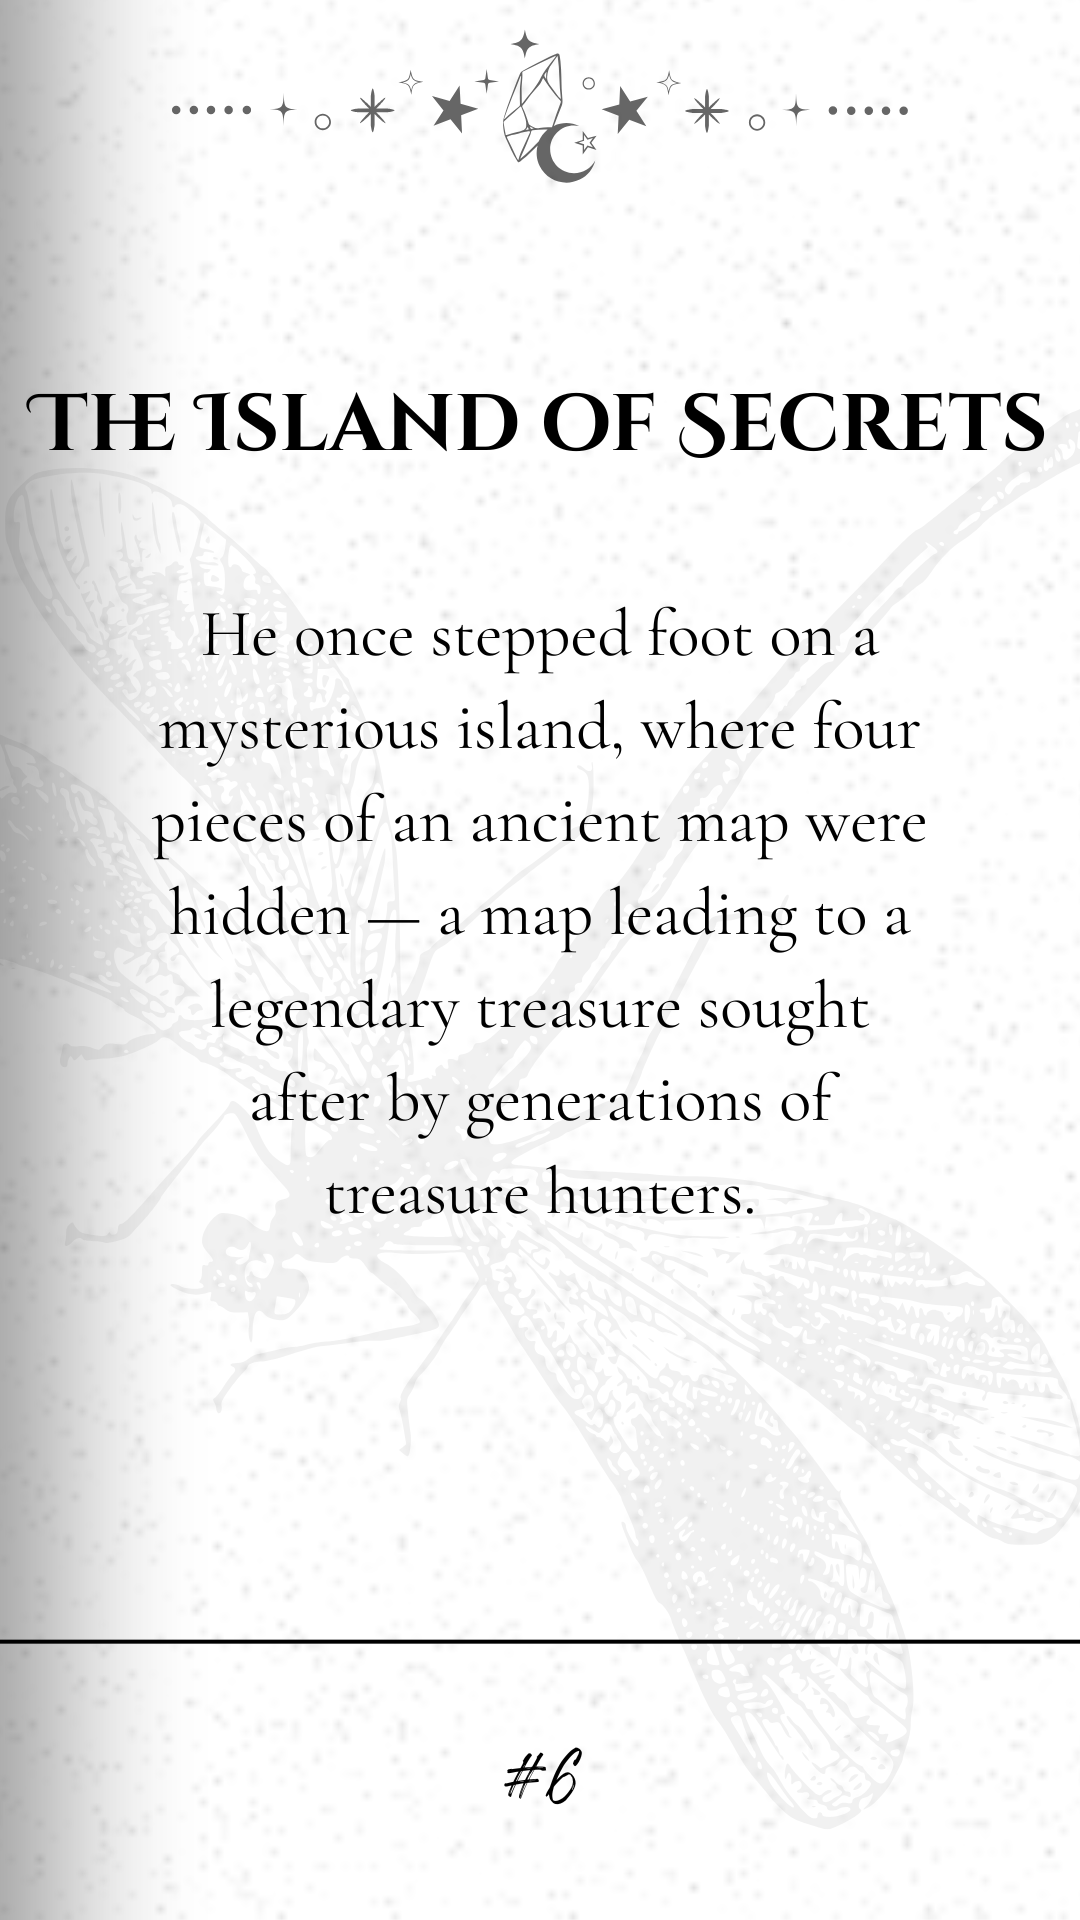 The Island of Secrets
He once stepped foot on a
mysterious island, where four
pieces of an ancient map were
hidden — a map leading to a
legendary treasure sought
after by generations of
treasure hunters.
#6